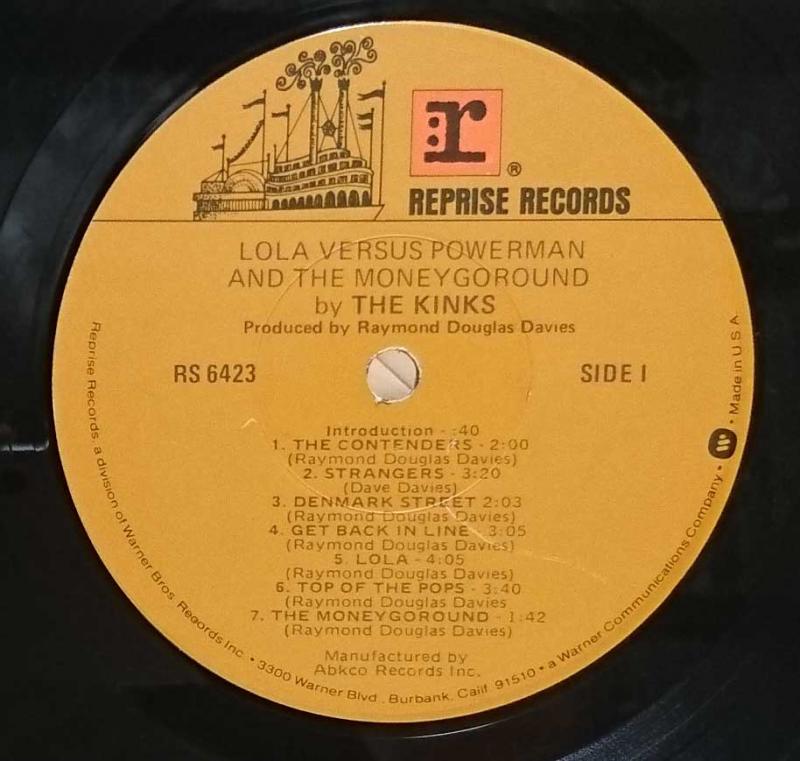 r
®
REPRISE RECORDS
LOLA VERSUS POWERMAN
AND THE MONEYGOROUND
by THE KINKS
Produced by Raymond Douglas Davies
RS 6423
SIDE 1
Introduction - :40
1. THE CONTENDERS - 2:00
(Raymond Douglas Davies)
2. STRANGERS - 3:20
(Dave Davies)
3. DENMARK STREET 2:03
(Raymond Douglas Davies)
4. GET BACK IN LINE - 3:05
(Raymond Douglas Davies)
5. LOLA - 4:05
(Raymond Douglas Davies)
6. TOP OF THE POPS - 3:40
(Raymond Douglas Davies
7. THE MONEYGOROUND - 1:42
(Raymond Douglas Davies)
Manufactured by
Abkco Records Inc.
Reprise Records, a division of Warner Bros. Records Inc. • 3300 Warner Blvd., Burbank, Calif. 91510 • a Warner Communications Company • W • Made in U S A